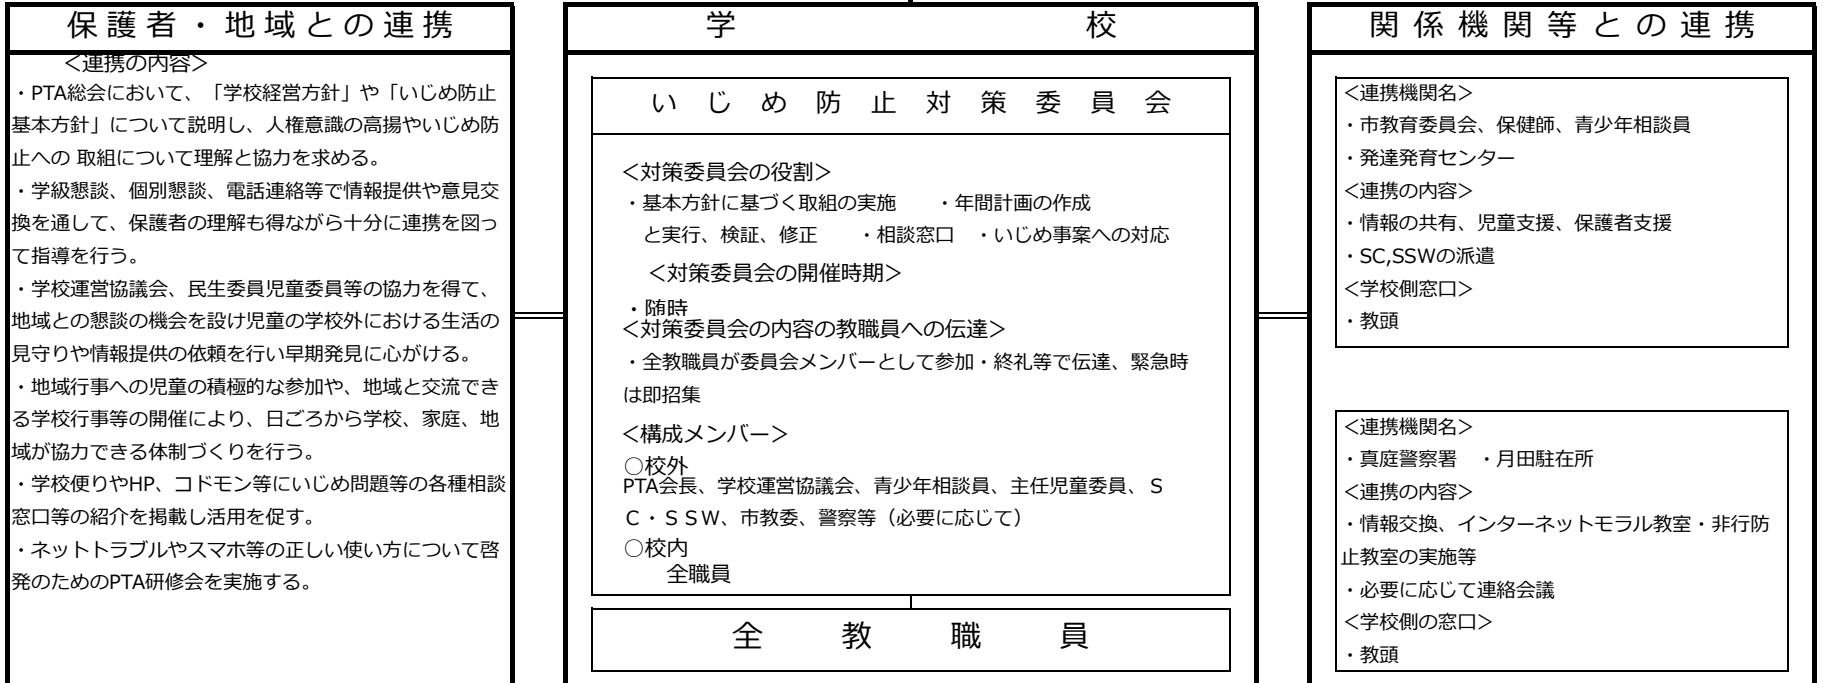 保護者・地域との連携
＜連携の内容＞
・PTA総会において、「学校経営方針」や「いじめ防止
基本方針」について説明し、人権意識の高揚やいじめ防
止への 取組について理解と協力を求める。
・学級懇談、個別懇談、電話連絡等で情報提供や意見交
換を通して、保護者の理解も得ながら十分に連携を図っ
て指導を行う。
・学校運営協議会、民生委員児童委員等の協力を得て、
地域との懇談の機会を設け児童の学校外における生活の
見守りや情報提供の依頼を行い早期発見に心がける。
・地域行事への児童の積極的な参加や、地域と交流でき
る学校行事等の開催により、日ごろから学校、家庭、地
域が協力できる体制づくりを行う。
・学校便りやHP、コドモン等にいじめ問題等の各種相談
窓口等の紹介を掲載し活用を促す。
・ネットトラブルやスマホ等の正しい使い方について啓
発のためのPTA研修会を実施する。
学　校
いじめ防止対策委員会
＜対策委員会の役割＞
・基本方針に基づく取組の実施　　・年間計画の作成
と実行、検証、修正　　・相談窓口　・いじめ事案への対応
＜対策委員会の開催時期＞
・随時
＜対策委員会の内容の教職員への伝達＞
・全教職員が委員会メンバーとして参加・終礼等で伝達、緊急時
は即招集
＜構成メンバー＞
○校外
PTA会長、学校運営協議会、青少年相談員、主任児童委員、Ｓ
Ｃ・ＳＳＷ、市教委、警察等（必要に応じて）
○校内
全職員
全教職員
関係機関等との連携
＜連携機関名＞
・市教育委員会、保健師、青少年相談員
・発達発育センター
＜連携の内容＞
・情報の共有、児童支援、保護者支援
・SC,SSWの派遣
＜学校側窓口＞
・教頭
＜連携機関名＞
・真庭警察署　・月田駐在所
＜連携の内容＞
・情報交換、インターネットモラル教室・非行防
止教室の実施等
・必要に応じて連絡会議
＜学校側の窓口＞
・教頭